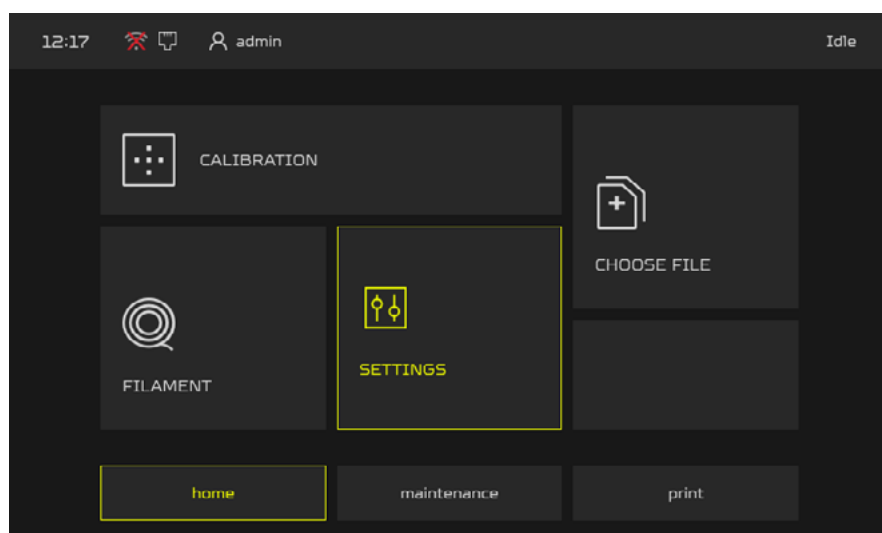 12:17 admin Idle
CALIBRATION
CHOOSE FILE
FILAMENT
SETTINGS
home maintenance print